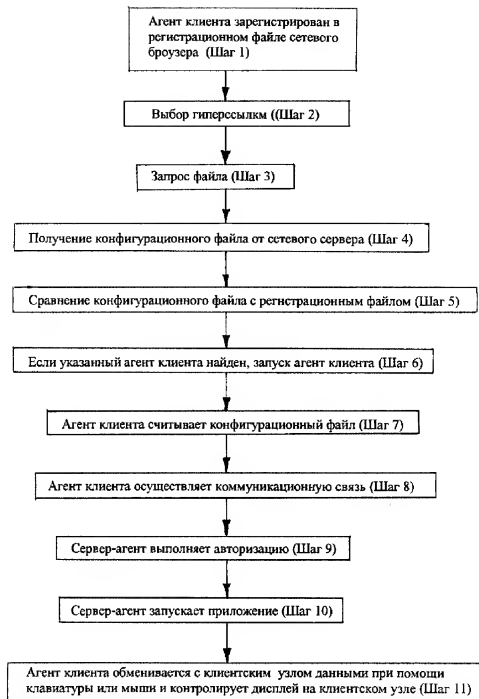 Агент клиента зарегистрирован в
регистрационном файле сетевого
броузера (Шаг 1)
Выбор гиперссылкм ((Шаг 2)
Запрос файла (Шаг 3)
Получение конфигурационного файла от сетевого сервера (Шаг 4)
Сравнение конфигурационного файла с регистрационным файлом (Шаг 5)
Если указанный агент клиента найден, запуск агент клиента (Шаг 6)
Агент клиента считывает конфигурационный файл (Шаг 7)
Агент клиента осуществляет коммуникационную связь (Шаг 8)
Сервер-агент выполняет авторизацию (Шаг 9)
Сервер-агент запускает приложение (Шаг 10)
Агент клиента обменивается с клиентским узлом данными при помощи
клавиатуры или мыши и контролирует дисплей на клиентском узле (Шаг 11)